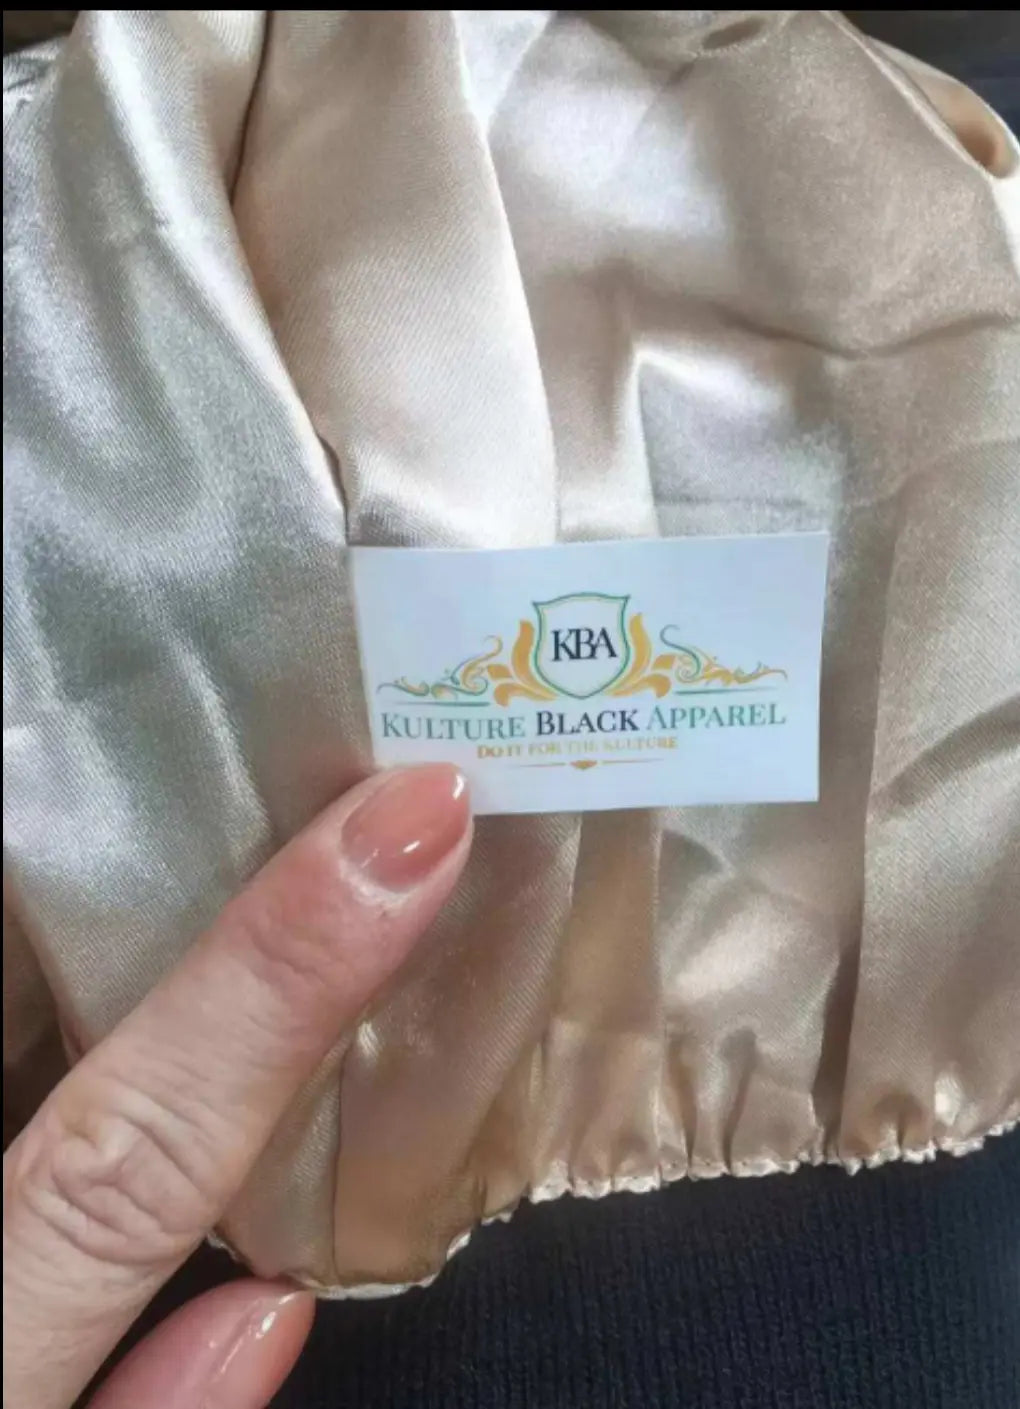 KBA
KULTURE BLACK APPAREL
DO IT FOR THE KULTURE